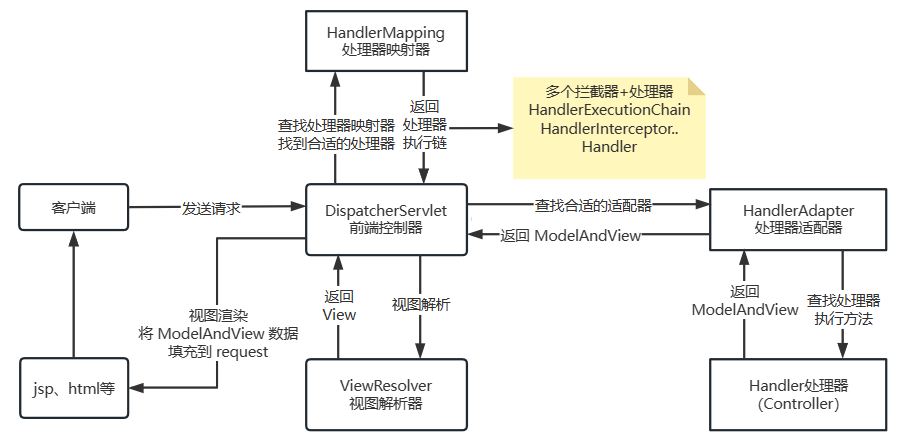 HandlerMapping
处理器映射器
多个拦截器+处理器
HandlerExecutionChain
HandlerInterceptor..
Handler
查找处理器映射器
找到合适的处理器
返回
处理器
执行链
客户端
发送请求
DispatcherServlet
前端控制器
查找合适的适配器
返回 ModelAndView
HandlerAdapter
处理器适配器
视图渲染
将 ModelAndView 数据
填充到 request
返回
View
视图解析
返回
ModelAndView
查找处理器
执行方法
jsp、html等
ViewResolver
视图解析器
Handler处理器
（Controller）